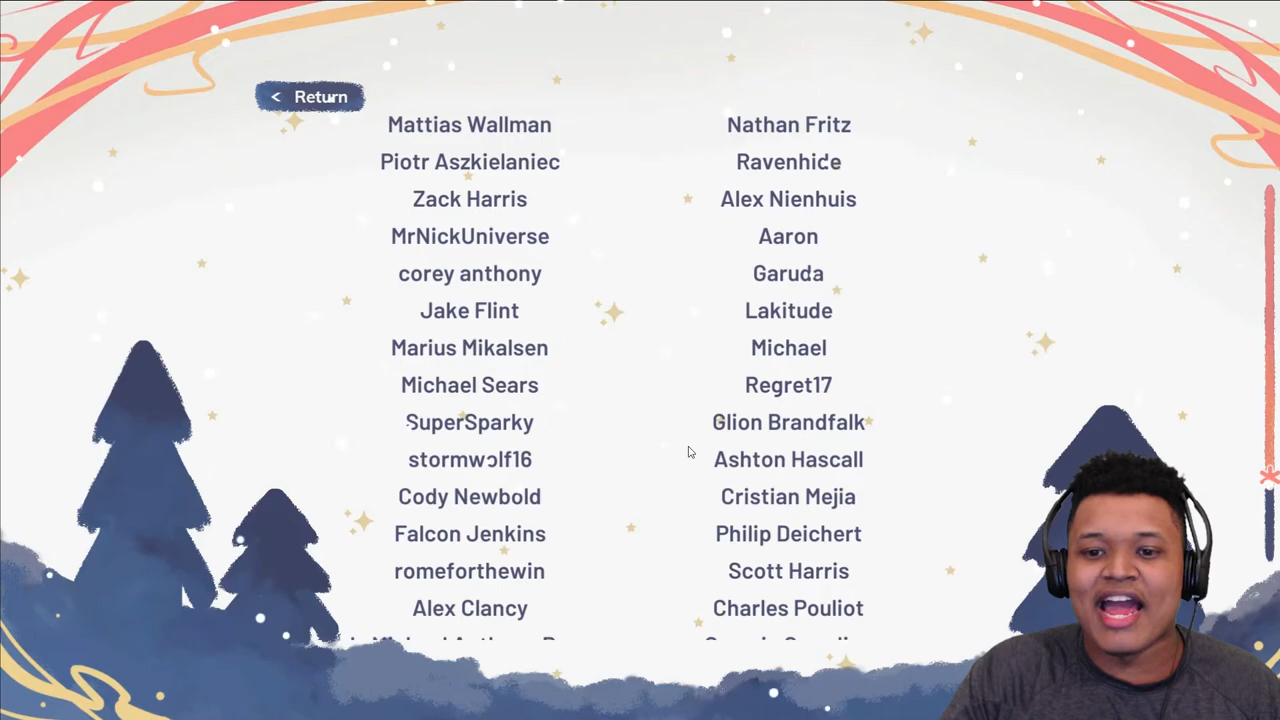 < Return
Mattias Wallman
Nathan Fritz
Piotr Aszkielaniec
Ravenhide
Zack Harris
Alex Nienhuis
MrNickUniverse
Aaron
corey anthony
Garuda
Jake Flint
Lakitude
Marius Mikalsen
Michael
Michael Sears
Regret17
SuperSparky
Glion Brandfalk
stormwolf16
Ashton Hascall
Cody Newbold
Cristian Mejia
Falcon Jenkins
Philip Deichert
romeforthewin
Scott Harris
Alex Clancy
Charles Pouliot